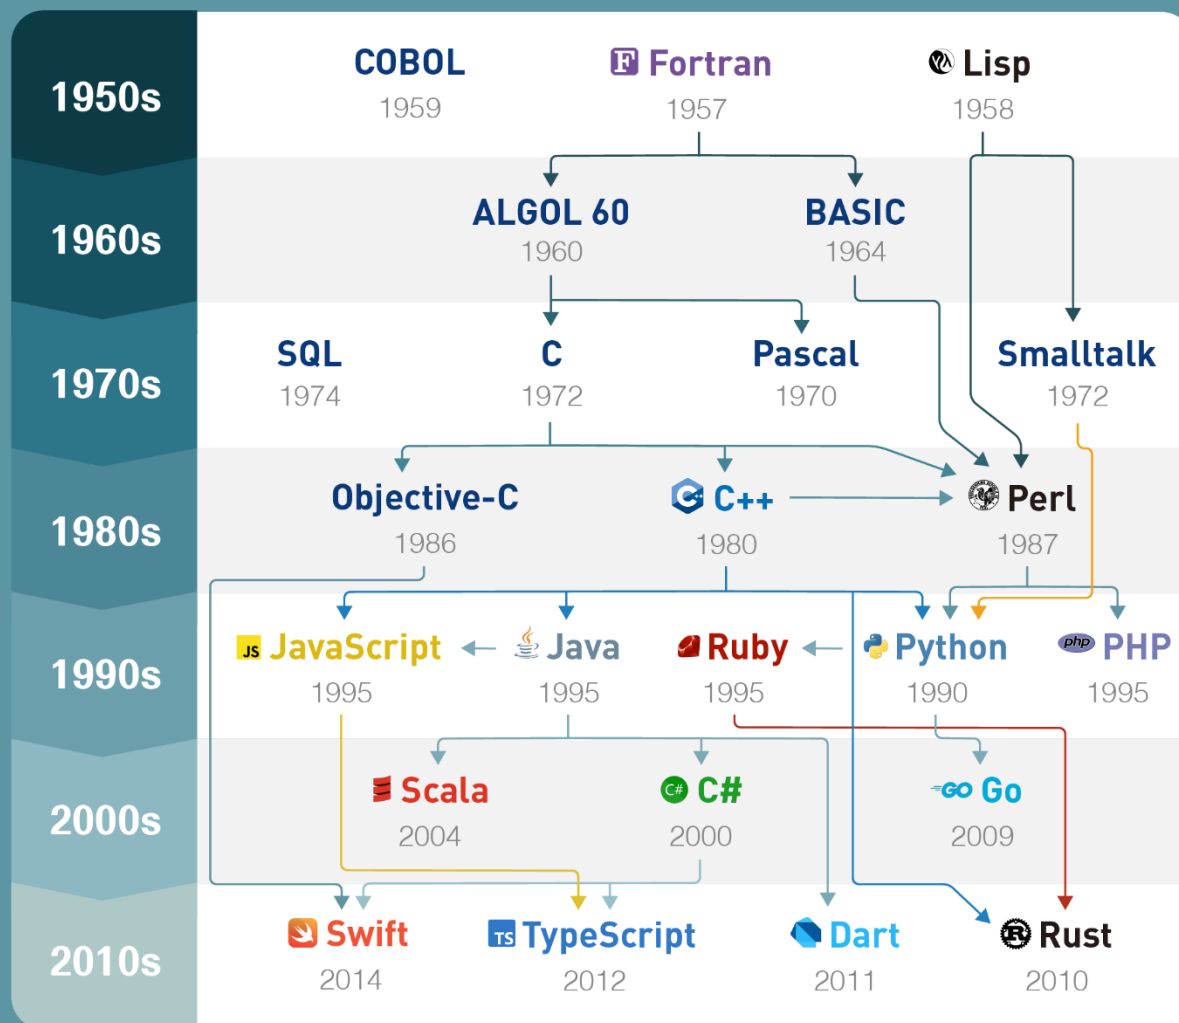 1950s
COBOL
1959
F Fortran
1957
Lisp
1958
1960s
ALGOL 60
1960
BASIC
1964
1970s
SQL
1974
C
1972
Pascal
1970
Smalltalk
1972
1980s
Objective-C
1986
C++
1980
Perl
1987
1990s
JS JavaScript
1995
Java
1995
Ruby
1995
Python
1990
php PHP
1995
2000s
Scala
2004
C# C#
2000
GO Go
2009
2010s
Swift
2014
TS TypeScript
2012
Dart
2011
R Rust
2010